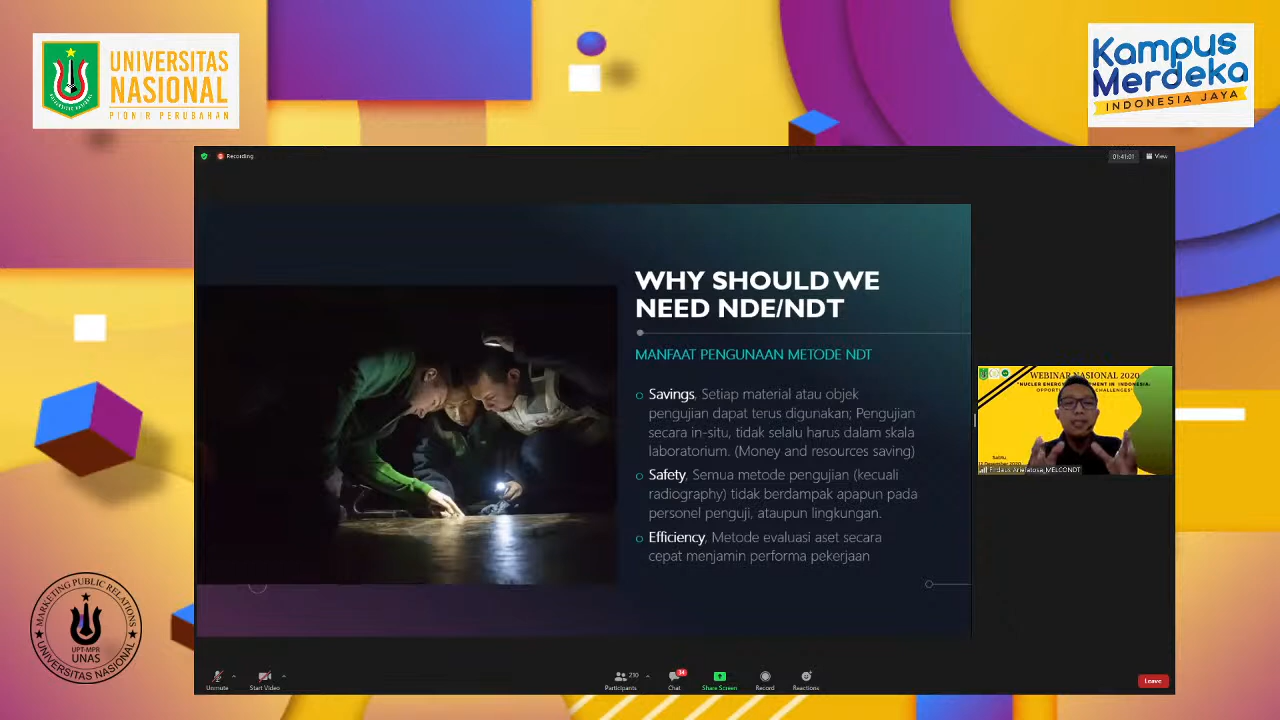 UNIVERSITAS
NASIONAL
PIONIR PERUBAHAN
Kampus
Merdeka
INDONESIA JAYA
Recording
01:41:01 View
WHY SHOULD WE
NEED NDE/NDT
MANFAAT PENGUNAAN METODE NDT
Savings, Setiap material atau objek
pengujian dapat terus digunakan; Pengujian
secara in-situ, tidak selalu harus dalam skala
laboratorium. (Money and resources saving)
Safety, Semua metode pengujian (kecuali
radiography) tidak berdampak apapun pada
personel penguji, ataupun lingkungan.
Efficiency, Metode evaluasi aset secara
cepat menjamin performa pekerjaan
WEBINAR NASIONAL 2020
"NUCLER ENERGY IN INDONESIA:
CHALLENGES"
MELCONDT
MARKETING PUBLIC RELATIONS
UPT-MPR
UNAS
UNIVERSITAS NASIONAL
Unmute Start Video Participants 230 Chat Share Screen Record Reactions Leave